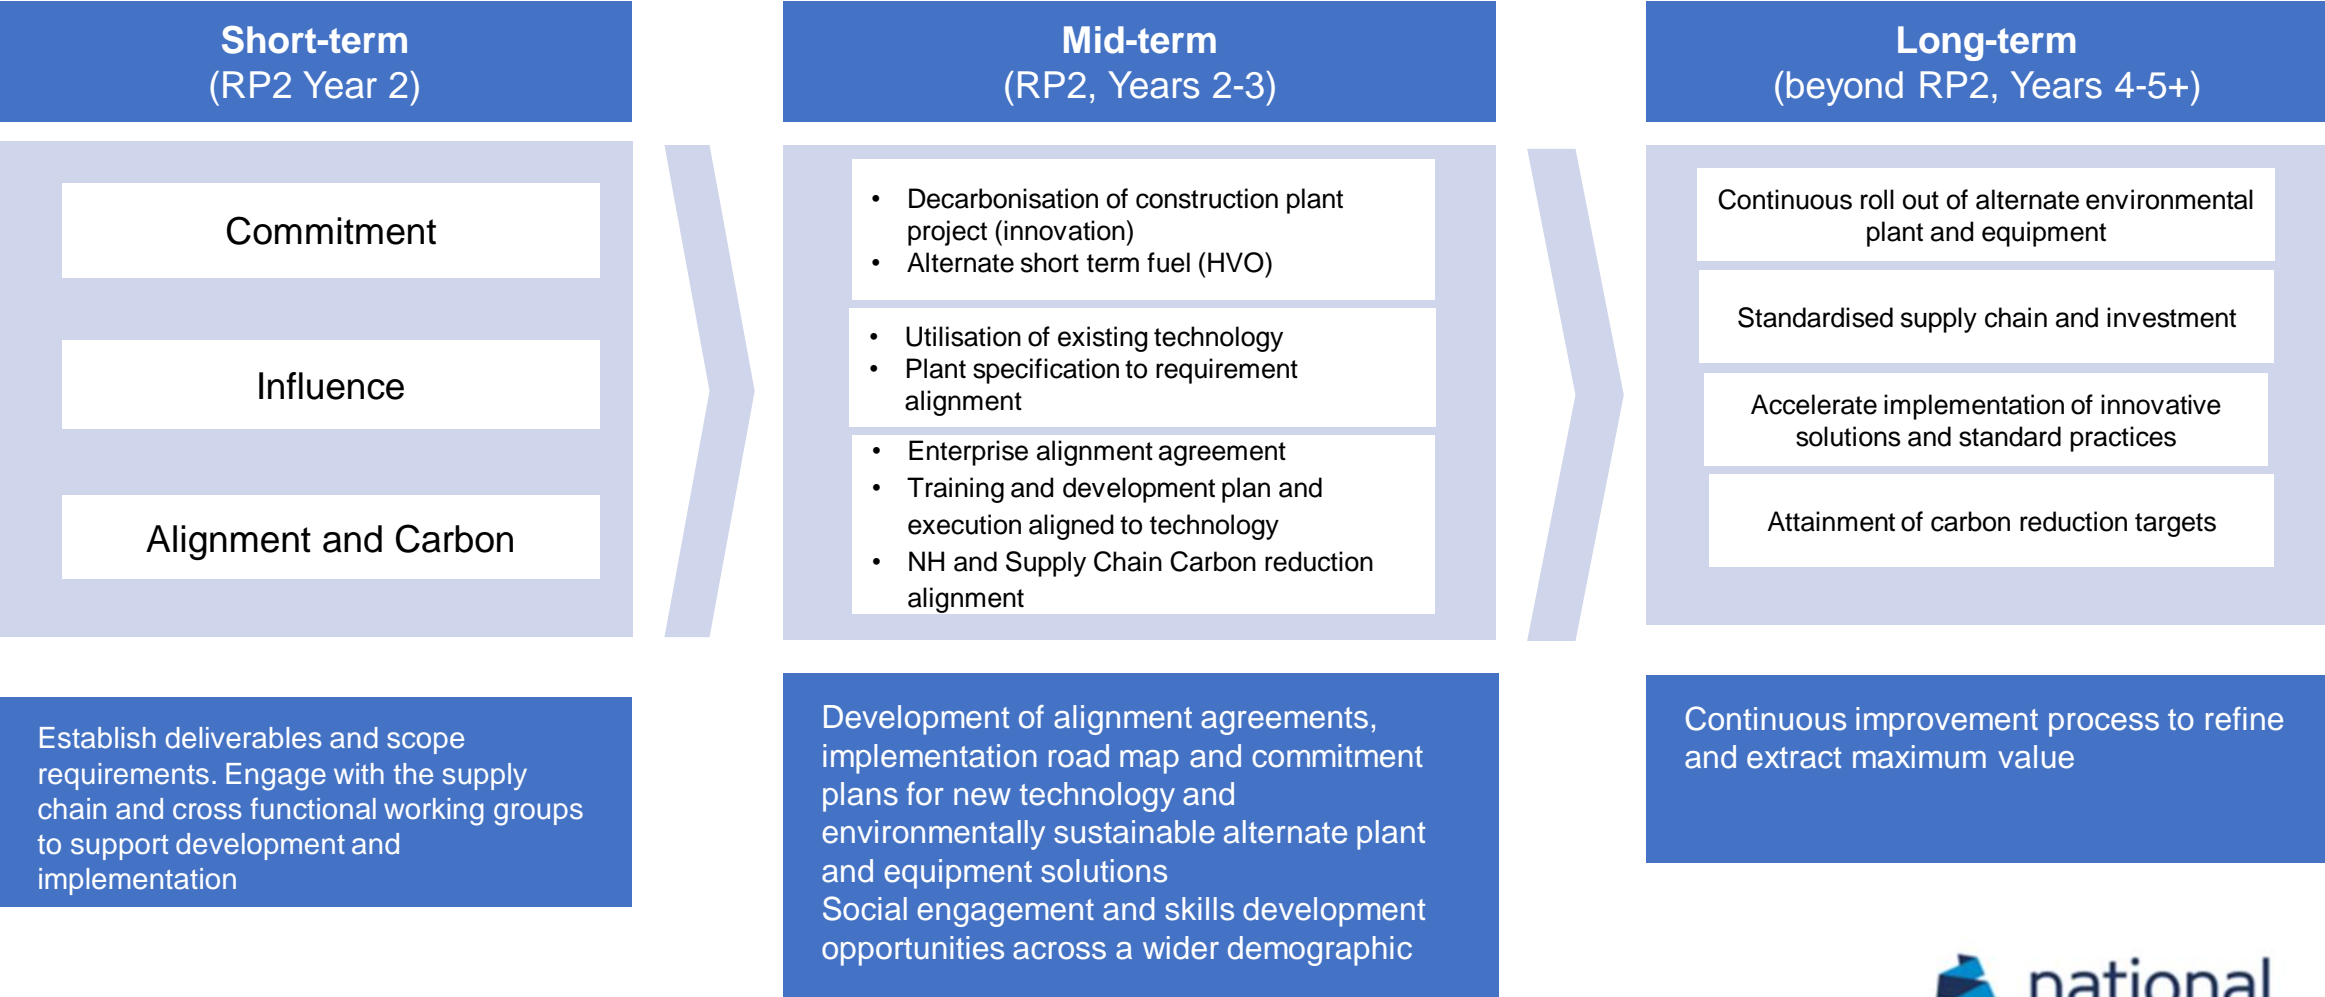 Short-term
(RP2 Year 2)
Commitment
Influence
Alignment and Carbon
Establish deliverables and scope
requirements. Engage with the supply
chain and cross functional working groups
to support development and
implementation
Mid-term
(RP2, Years 2-3)
• Decarbonisation of construction plant
project (innovation)
• Alternate short term fuel (HVO)
• Utilisation of existing technology
• Plant specification to requirement
alignment
• Enterprise alignment agreement
• Training and development plan and
execution aligned to technology
• NH and Supply Chain Carbon reduction
alignment
Development of alignment agreements,
implementation road map and commitment
plans for new technology and
environmentally sustainable alternate plant
and equipment solutions
Social engagement and skills development
opportunities across a wider demographic
Long-term
(beyond RP2, Years 4-5+)
Continuous roll out of alternate environmental
plant and equipment
Standardised supply chain and investment
Accelerate implementation of innovative
solutions and standard practices
Attainment of carbon reduction targets
Continuous improvement process to refine
and extract maximum value
national